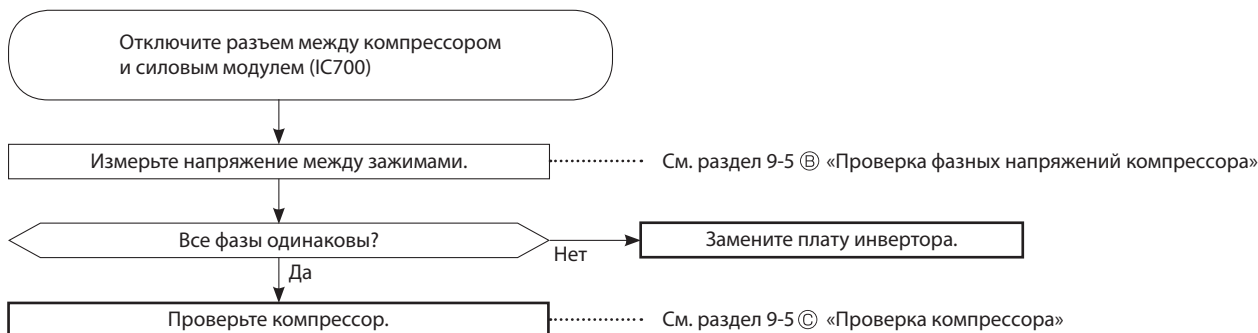 Отключите разъем между компрессором
и силовым модулем (IC700)
Измерьте напряжение между зажимами.
См. раздел 9-5 Ⓑ «Проверка фазных напряжений компрессора»
Все фазы одинаковы?
Нет
Замените плату инвертора.
Да
Проверьте компрессор.
См. раздел 9-5 Ⓒ «Проверка компрессора»